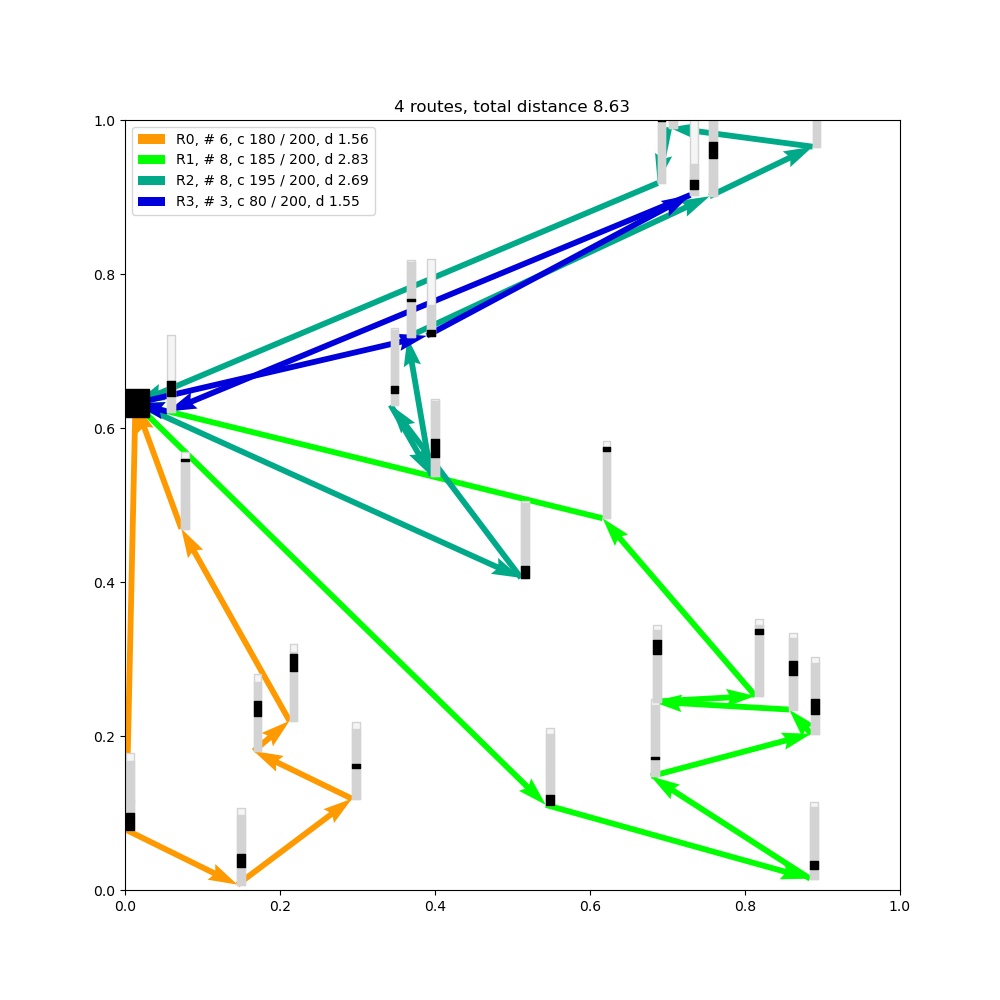 4 routes, total distance 8.63
R0, # 6, c 180 / 200, d 1.56
R1, # 8, c 185 / 200, d 2.83
R2, # 8, c 195 / 200, d 2.69
R3, # 3, c 80 / 200, d 1.55
1.0
0.8
0.6
0.4
0.2
0.0
0.0 0.2 0.4 0.6 0.8 1.0